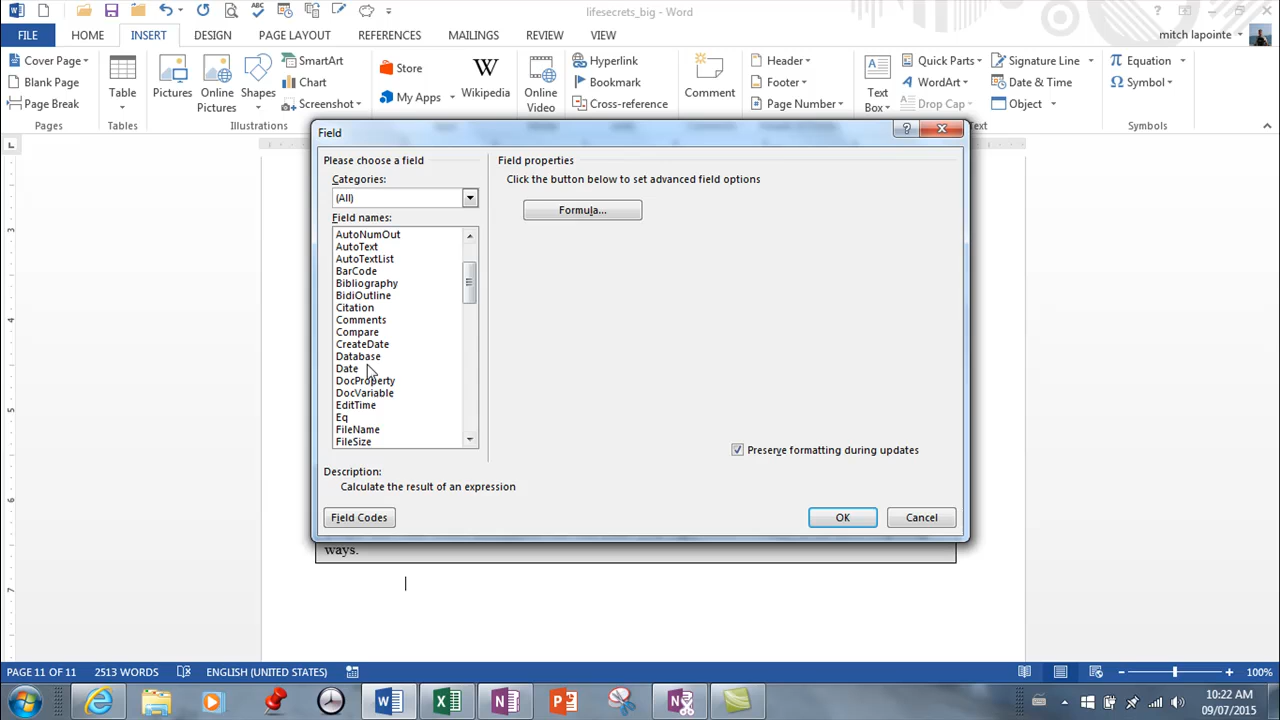 lifesecrets_big - Word
FILE HOME INSERT DESIGN PAGE LAYOUT REFERENCES MAILINGS REVIEW VIEW mitch lapointe
Cover Page
Blank Page
Page Break
Pages
Table
Tables
Pictures
Online Pictures
Shapes
SmartArt
Chart
Screenshot
Illustrations
Store
My Apps
Wikipedia
Online Video
Hyperlink
Bookmark
Cross-reference
Comment
Header
Footer
Page Number
Text Box
Quick Parts
WordArt
Drop Cap
Signature Line
Date & Time
Object
Text
Equation
Symbol
Symbols
Field
Please choose a field
Categories:
(All)
Field names:
AutoNumOut
AutoText
AutoTextList
BarCode
Bibliography
BidiOutline
Citation
Comments
Compare
CreateDate
Database
Date
DocProperty
DocVariable
EditTime
Eq
FileName
FileSize
Field properties
Click the button below to set advanced field options
Formula...
Preserve formatting during updates
Description:
Calculate the result of an expression
Field Codes
OK
Cancel
ways.
3
4
5
6
7
PAGE 11 OF 11 2513 WORDS ENGLISH (UNITED STATES) 100%
10:22 AM
09/07/2015